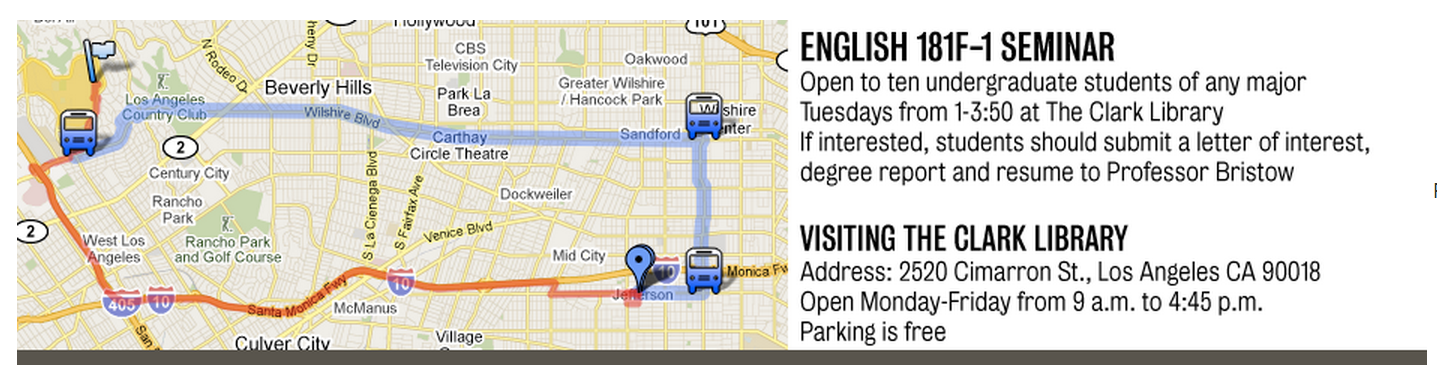 Hollywood
101
N Rodeo Dr
CBS
Television City
Oakwood
Beverly Hills
Park La
Brea
Greater Wilshire
/ Hancock Park
Los Angeles
Country Club
Wilshire Blvd
Carthay
Circle Theatre
Sandford
2
Century City
Dockweiler
Rancho
Park
S La Cienega Blvd
S Fairfax Ave
Venice Blvd
2
West Los
Angeles
Rancho Park
and Golf Course
Mid City
10
Monica Fw
405
10
Santa Monica Fwy
10
Jefferson
McManus
San
Culver City
Village
ENGLISH 181F-1 SEMINAR
Open to ten undergraduate students of any major
Tuesdays from 1-3:50 at The Clark Library
If interested, students should submit a letter of interest,
degree report and resume to Professor Bristow
VISITING THE CLARK LIBRARY
Address: 2520 Cimarron St., Los Angeles CA 90018
Open Monday-Friday from 9 a.m. to 4:45 p.m.
Parking is free